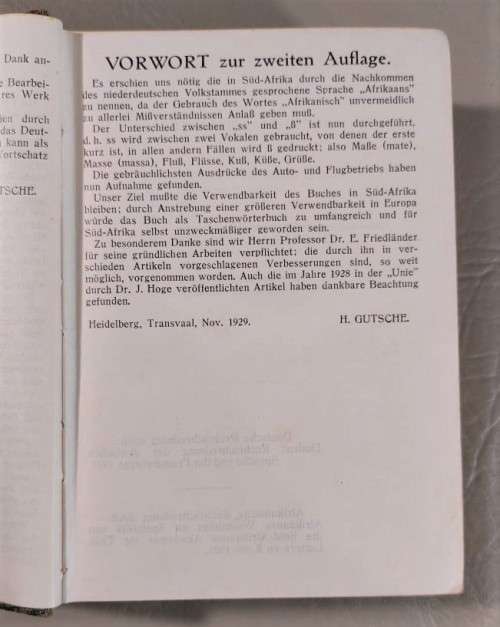 Dank an-
e Bearbei-
res Werk
en durch
das Deut-
kann als
ortschatz
TSCHE.
VORWORT zur zweiten Auflage.
Es erschien uns nötig die in Süd-Afrika durch die Nachkommen
des niederdeutschen Volkstammes gesprochene Sprache „Afrikaans"
zu nennen, da der Gebrauch des Wortes „Afrikanisch" unvermeidlich
zu allerlei Mißverständnissen Anlaß geben muß.
Der Unterschied zwischen „ss" und „ß" ist nun durchgeführt,
d. h. ss wird zwischen zwei Vokalen gebraucht, von denen der erste
kurz ist, in allen andern Fällen wird ß gedruckt; also Maße (mate),
Masse (massa), Fluß, Flüsse, Kuß, Küße, Grüße.
Die gebräuchlichsten Ausdrücke des Auto- und Flugbetriebs haben
nun Aufnahme gefunden.
Unser Ziel mußte die Verwendbarkeit des Buches in Süd-Afrika
bleiben; durch Anstrebung einer größeren Verwendbarkeit in Europa
würde das Buch als Taschenwörterbuch zu umfangreich und für
Süd-Afrika selbst unzweckmäßiger geworden sein.
Zu besonderem Danke sind wir Herrn Professor Dr. E. Friedländer
für seine gründlichen Arbeiten verpflichtet; die durch ihn in ver-
schieden Artikeln vorgeschlagenen Verbesserungen sind, so weit
möglich, vorgenommen worden. Auch die im Jahre 1928 in der „Unie"
durch Dr. J. Hoge veröffentlichten Artikel haben dankbare Beachtung
gefunden.
Heidelberg, Transvaal, Nov. 1929. H. GUTSCHE.